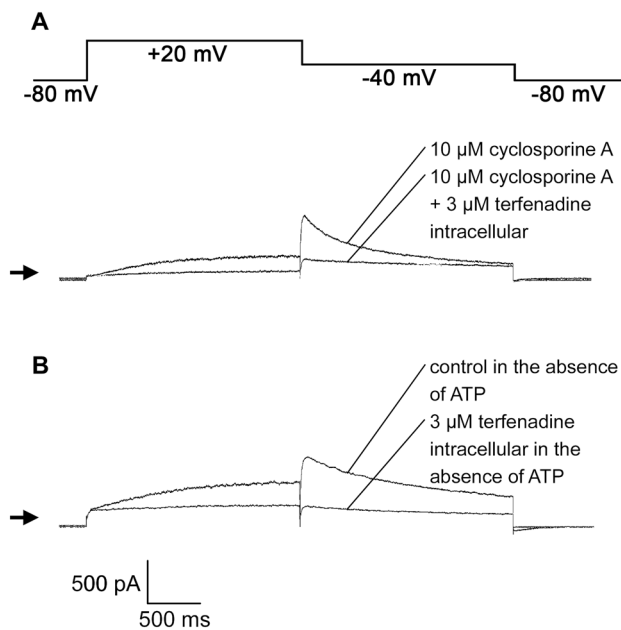 A
+20 mV
-80 mV
-40 mV
-80 mV
10 µM cyclosporine A
10 µM cyclosporine A
+ 3 µM terfenadine
intracellular
B
control in the absence
of ATP
3 µM terfenadine
intracellular in the
absence of ATP
500 pA
500 ms